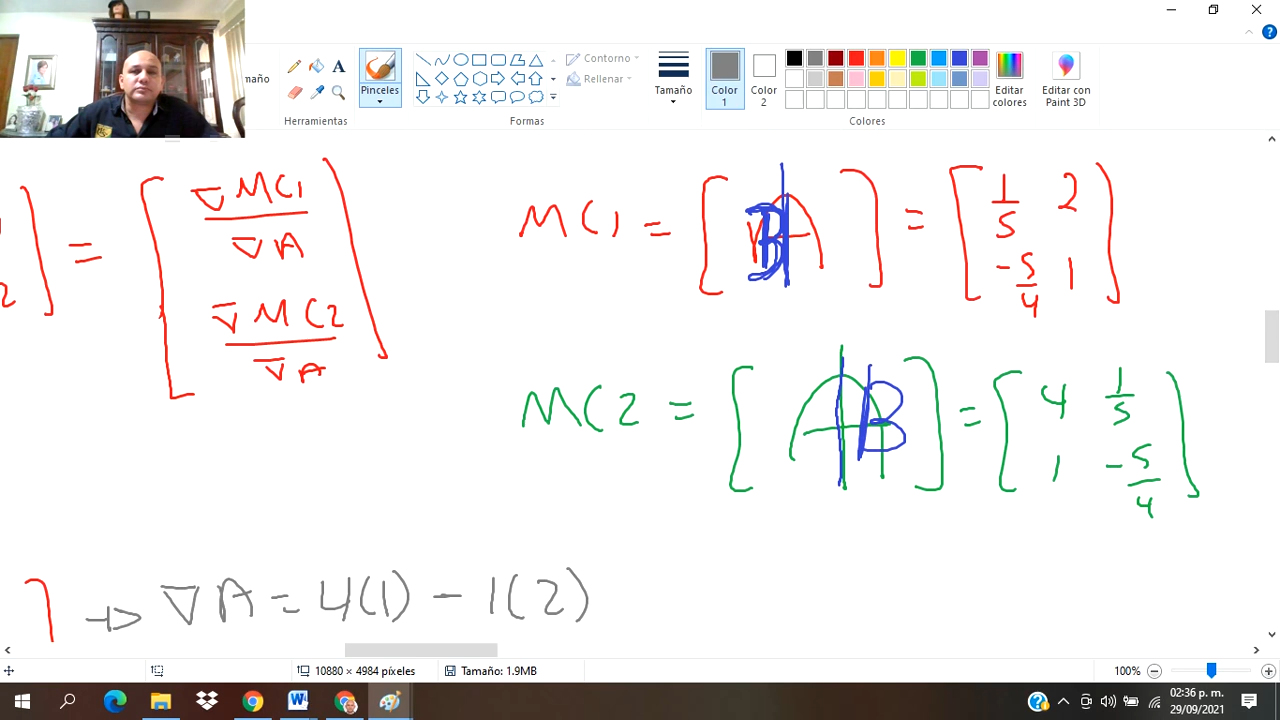 maño
Herramientas
Pinceles
Contorno
Rellenar
Formas
Tamaño
Color 1
Color 2
Editar colores
Editar con Paint 3D
Colores
= [ ∇MC1 / ∇A
∇MC2 / ∇A ]
2
MC1 = [ B A ] = [ 1/5 2
-5/4 1 ]
MC2 = [ A B ] = [ 4 1/5
1 -5/4 ]
] → ∇A = 4(1) - 1(2)
10880 × 4984 píxeles
Tamaño: 1.9MB
100%
02:36 p. m.
29/09/2021